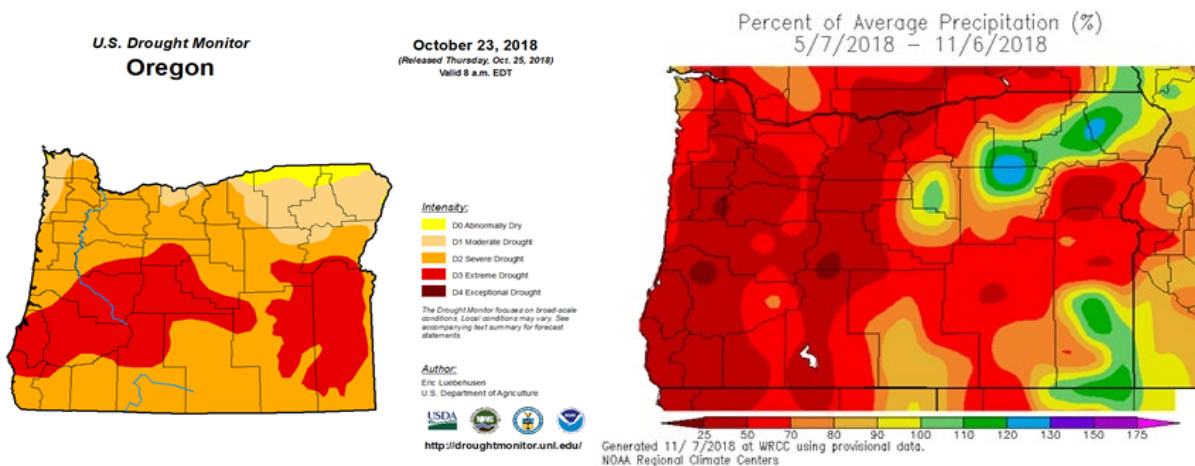 U.S. Drought Monitor
Oregon
October 23, 2018
(Released Thursday, Oct. 25, 2018)
Valid 8 a.m. EDT
Intensity:
D0 Abnormally Dry
D1 Moderate Drought
D2 Severe Drought
D3 Extreme Drought
D4 Exceptional Drought
The Drought Monitor focuses on broad-scale
conditions. Local conditions may vary. See
accompanying text summary for forecast
statements.
Author:
Eric Luebehusen
U.S. Department of Agriculture
USDA
http://droughtmonitor.unl.edu/
Percent of Average Precipitation (%)
5/7/2018 – 11/6/2018
25 50 70 80 90 100 110 120 130 150 175
Generated 11/ 7/2018 at WRCC using provisional data.
NOAA Regional Climate Centers